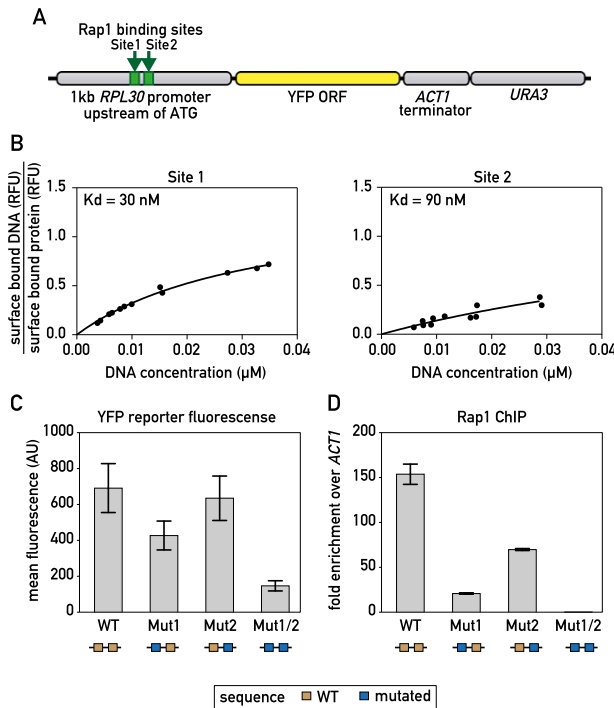 A
Rap1 binding sites
Site1 Site2
1kb RPL30 promoter
upstream of ATG
YFP ORF
ACT1
terminator
URA3
B
surface bound DNA (RFU)
surface bound protein (RFU)
Site 1
Kd = 30 nM
1.5
1.0
0.5
0
0.00 0.01 0.02 0.03 0.04
DNA concentration (μM)
Site 2
Kd = 90 nM
1.5
1.0
0.5
0
0.00 0.01 0.02 0.03 0.04
DNA concentration (μM)
C
YFP reporter fluorescense
mean fluorescence (AU)
1000
800
600
400
200
0
WT Mut1 Mut2 Mut1/2
D
Rap1 ChIP
fold enrichment over ACT1
200
150
100
50
0
WT Mut1 Mut2 Mut1/2
sequence WT mutated